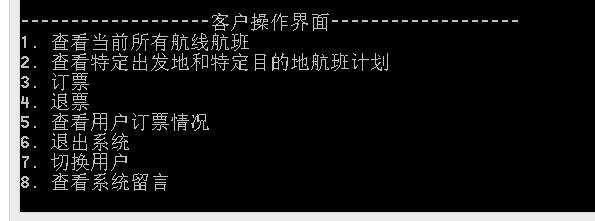 -------------------客户操作界面-------------------
1. 查看当前所有航线航班
2. 查看特定出发地和特定目的地航班计划
3. 订票
4. 退票
5. 查看用户订票情况
6. 退出系统
7. 切换用户
8. 查看系统留言